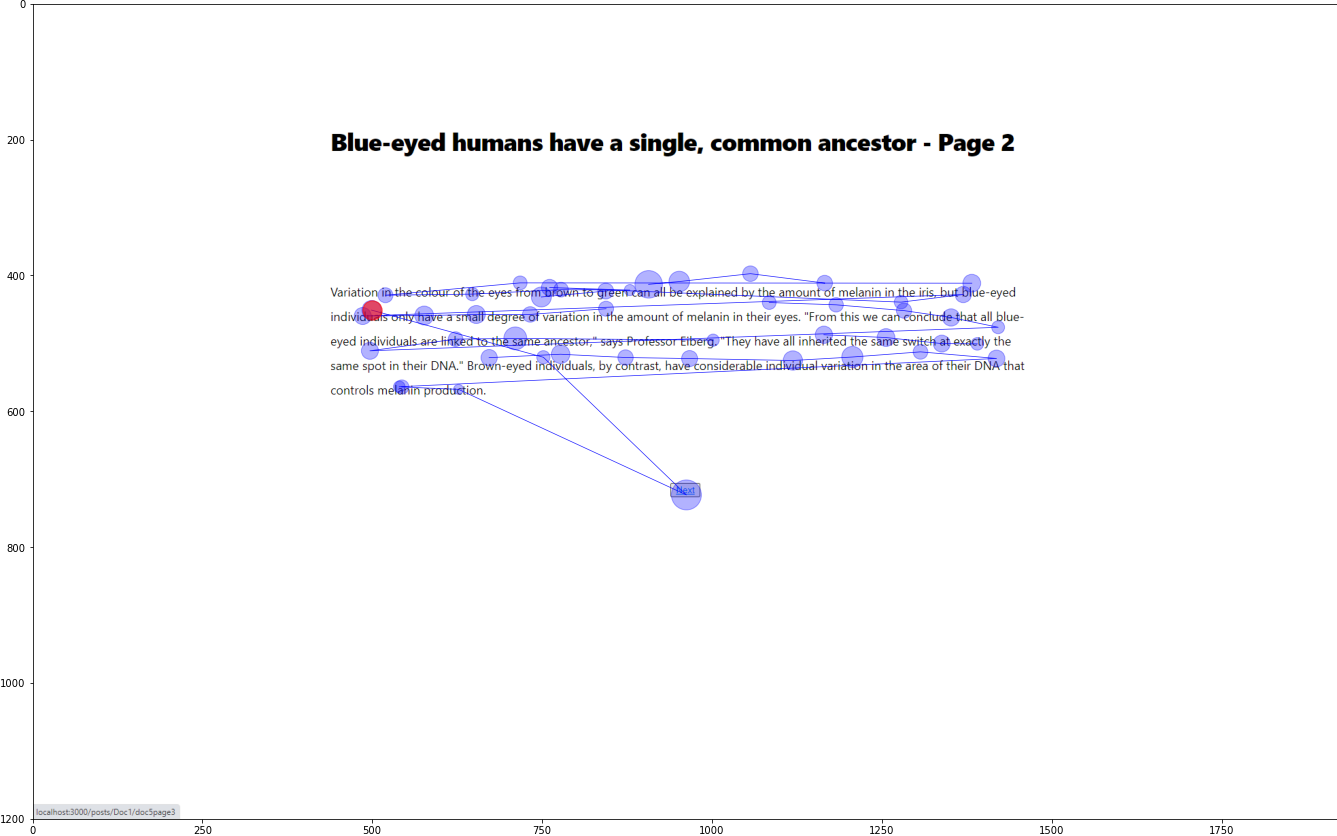 0
200
Blue-eyed humans have a single, common ancestor - Page 2
400
Variation in the colour of the eyes from brown to green can all be explained by the amount of melanin in the iris, but blue-eyed
individuals only have a small degree of variation in the amount of melanin in their eyes. "From this we can conclude that all blue-
eyed individuals are linked to the same ancestor," says Professor Eiberg. "They have all inherited the same switch at exactly the
same spot in their DNA." Brown-eyed individuals, by contrast, have considerable individual variation in the area of their DNA that
controls melanin production.
600
Next
800
1000
localhost:3000/posts/Doc1/doc5page3
1200
0 250 500 750 1000 1250 1500 1750